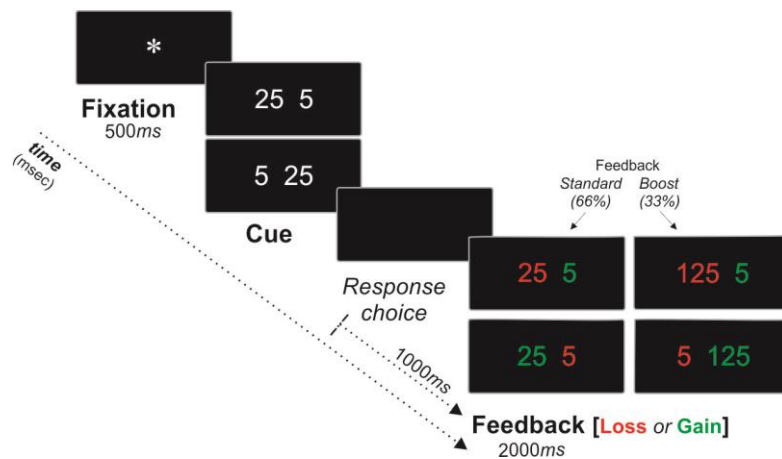 *
Fixation
500ms
25 5
5 25
Cue
time
(msec)
Response
choice
1000ms
Feedback
Standard Boost
(66%) (33%)
25 5
125 5
25 5
5 125
Feedback [Loss or Gain]
2000ms